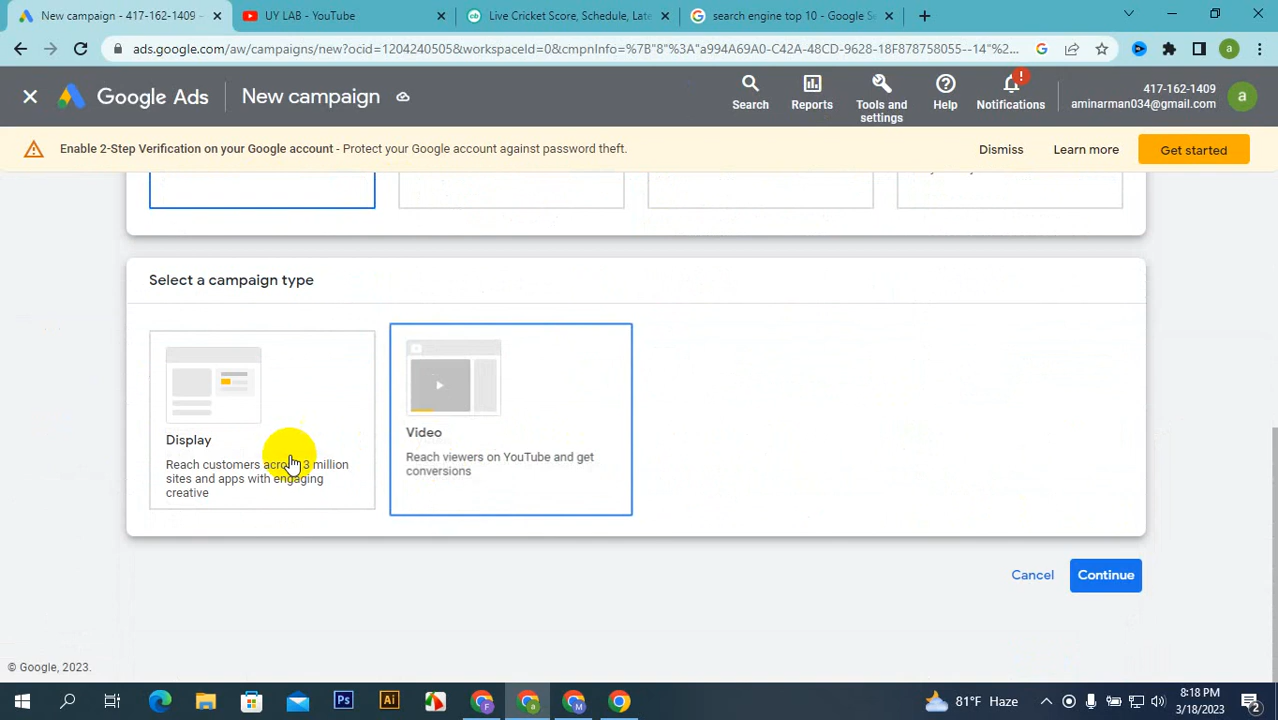 New campaign - 417-162-1409 -
UY LAB - YouTube
Live Cricket Score, Schedule, Late
search engine top 10 - Google Se
ads.google.com/aw/campaigns/new?ocid=1204240505&workspaceId=0&cmpnInfo=%7B"8"%3A"a994A69A0-C42A-48CD-9628-18F878758055--14"%2...
a
Google Ads
New campaign
Search
Reports
Tools and
settings
Help
Notifications
417-162-1409
aminarman034@gmail.com
a
Enable 2-Step Verification on your Google account - Protect your Google account against password theft.
Dismiss
Learn more
Get started
Select a campaign type
Display
Reach customers across 3 million
sites and apps with engaging
creative
Video
Reach viewers on YouTube and get
conversions
Cancel
Continue
© Google, 2023.
Ps
Ai
F
a
M
81°F Haze
8:18 PM
3/18/2023
2